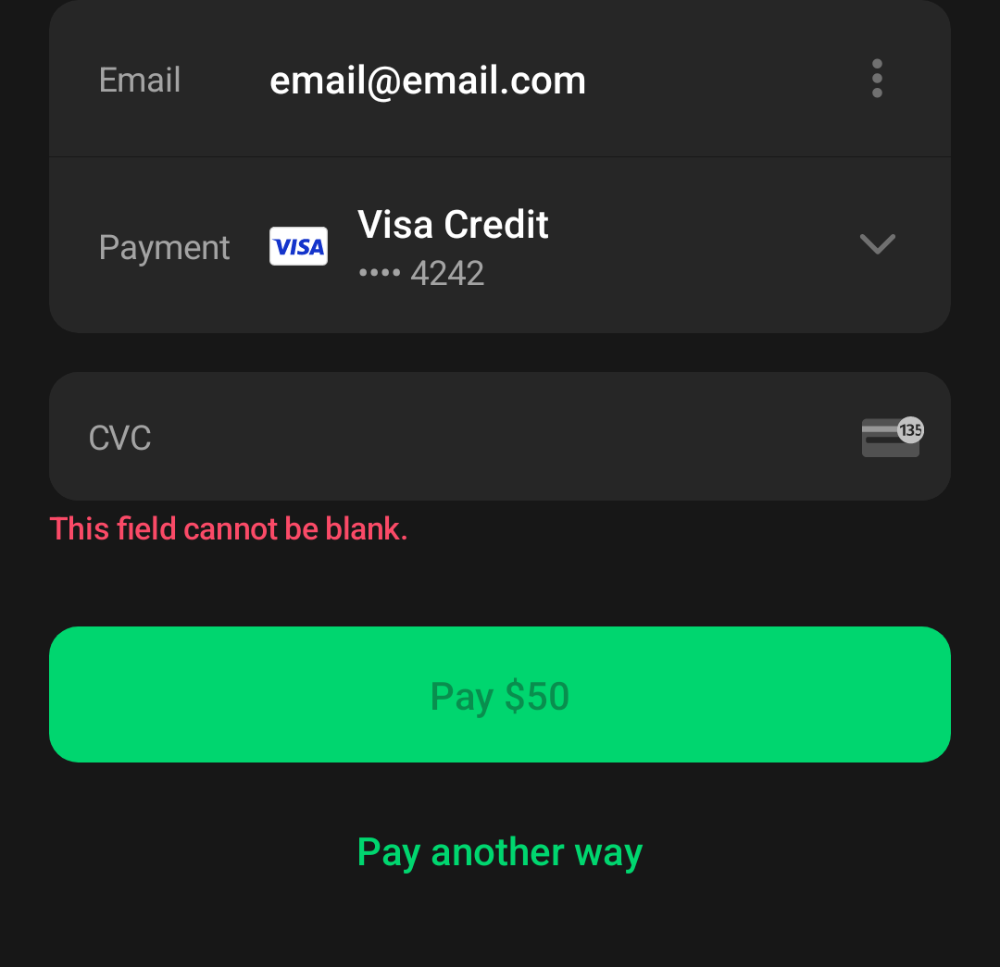 Email email@email.com
Payment VISA Visa Credit
•••• 4242
CVC 135
This field cannot be blank.
Pay $50
Pay another way